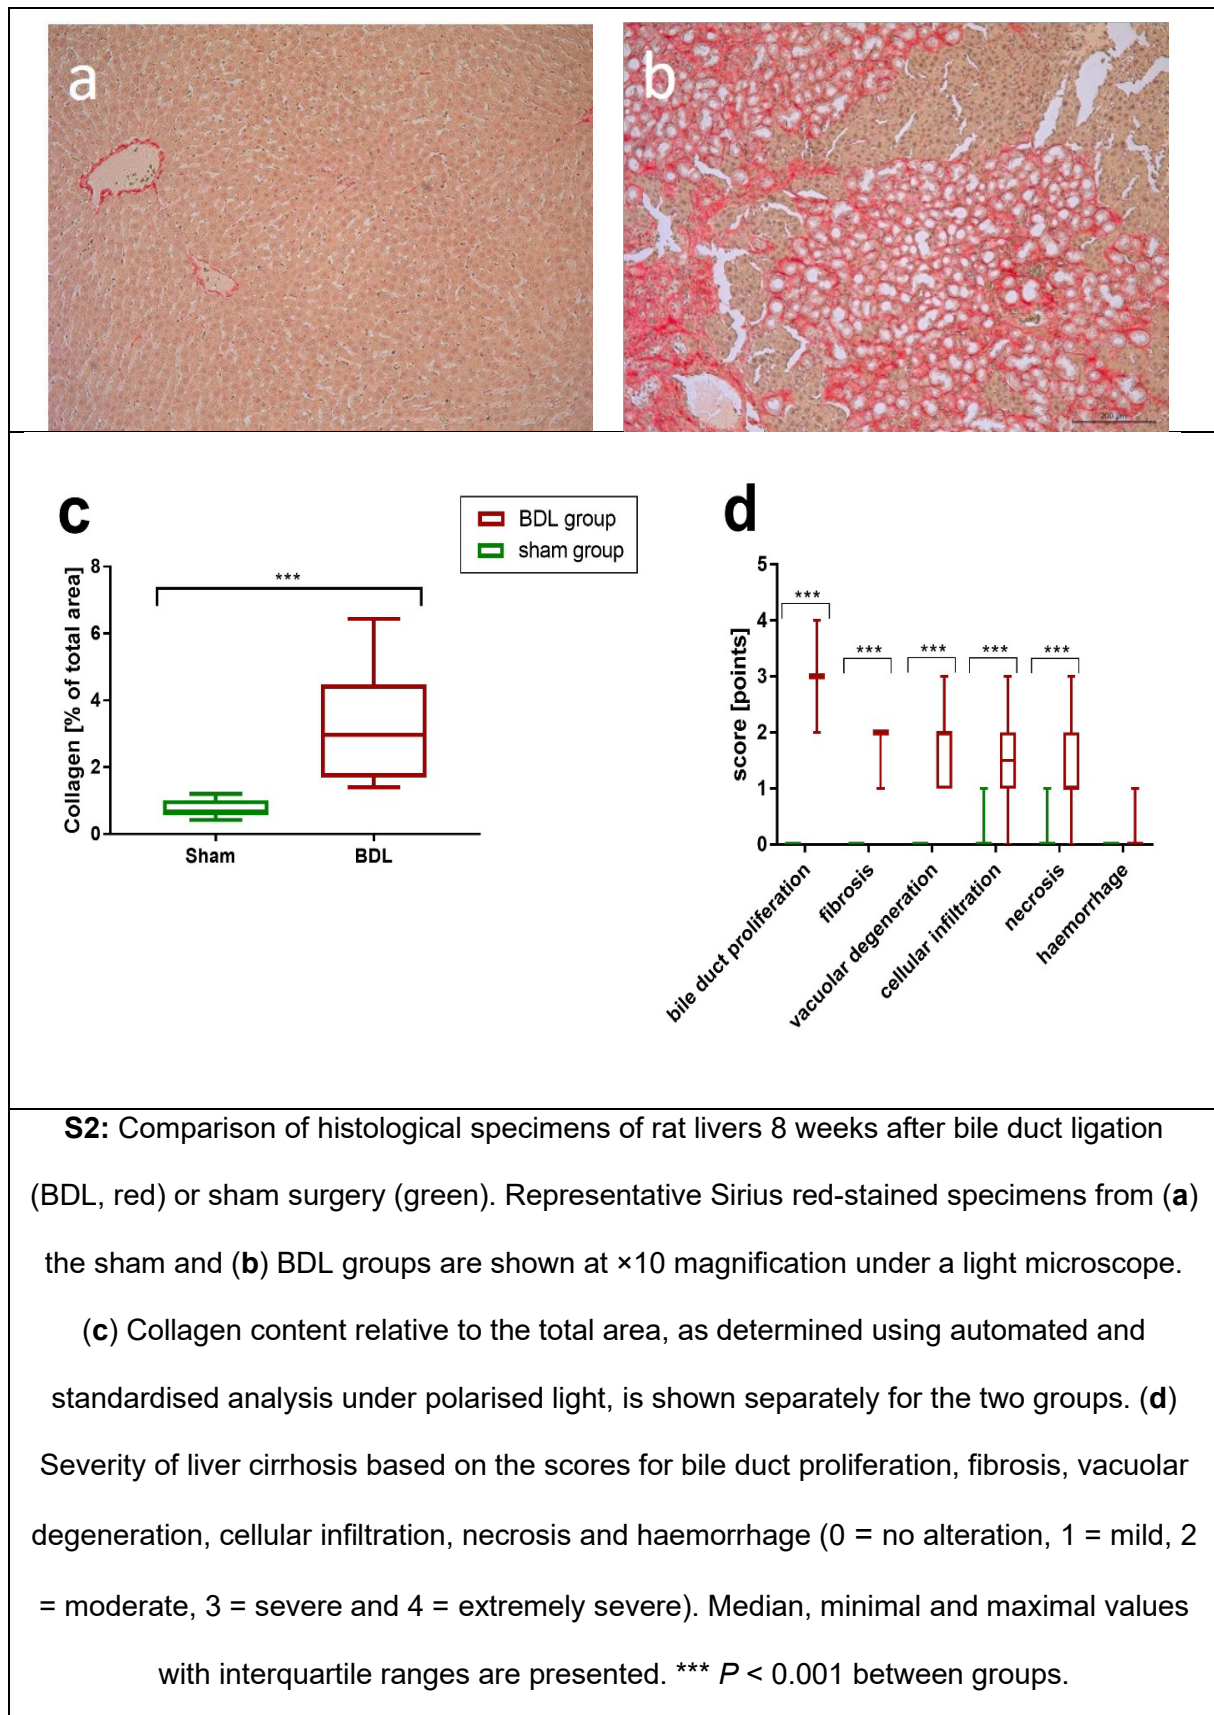 a
b
200 µm
c
d
BDL group
sham group
Collagen [% of total area]
8
6
4
2
0
***
Sham
BDL
score [points]
5
4
3
2
1
0
***
***
***
***
***
bile duct proliferation
fibrosis
vacuolar degeneration
cellular infiltration
necrosis
haemorrhage
S2: Comparison of histological specimens of rat livers 8 weeks after bile duct ligation
(BDL, red) or sham surgery (green). Representative Sirius red-stained specimens from (a)
the sham and (b) BDL groups are shown at ×10 magnification under a light microscope.
(c) Collagen content relative to the total area, as determined using automated and
standardised analysis under polarised light, is shown separately for the two groups. (d)
Severity of liver cirrhosis based on the scores for bile duct proliferation, fibrosis, vacuolar
degeneration, cellular infiltration, necrosis and haemorrhage (0 = no alteration, 1 = mild, 2
= moderate, 3 = severe and 4 = extremely severe). Median, minimal and maximal values
with interquartile ranges are presented. *** P < 0.001 between groups.